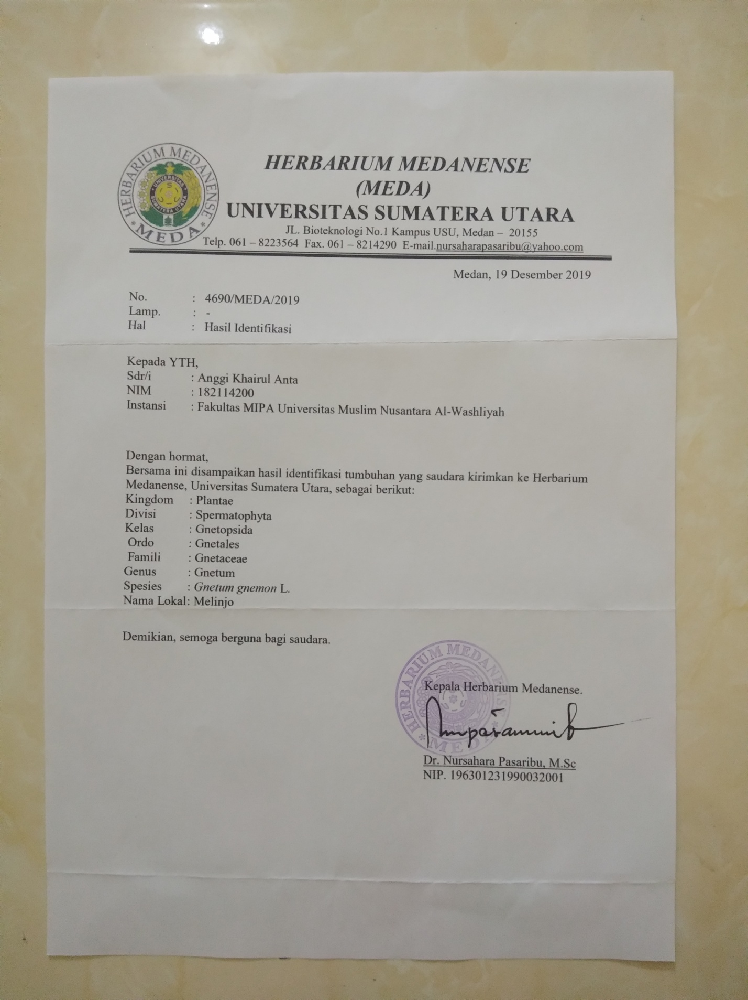 HERBARIUM MEDANENSE
MEDA
UNIVERSITAS
SUMATERA UTARA
HERBARIUM MEDANENSE
(MEDA)
UNIVERSITAS SUMATERA UTARA
JL. Bioteknologi No.1 Kampus USU, Medan – 20155
Telp. 061 – 8223564 Fax. 061 – 8214290 E-mail.nursaharapasaribu@yahoo.com
Medan, 19 Desember 2019
No. : 4690/MEDA/2019
Lamp. : -
Hal : Hasil Identifikasi
Kepada YTH,
Sdr/i : Anggi Khairul Anta
NIM : 182114200
Instansi : Fakultas MIPA Universitas Muslim Nusantara Al-Washliyah
Dengan hormat,
Bersama ini disampaikan hasil identifikasi tumbuhan yang saudara kirimkan ke Herbarium
Medanense, Universitas Sumatera Utara, sebagai berikut:
Kingdom : Plantae
Divisi : Spermatophyta
Kelas : Gnetopsida
Ordo : Gnetales
Famili : Gnetaceae
Genus : Gnetum
Spesies : Gnetum gnemon L.
Nama Lokal: Melinjo
Demikian, semoga berguna bagi saudara.
HERBARIUM MEDANENSE
MEDA
Kepala Herbarium Medanense.
Dr. Nursahara Pasaribu, M.Sc
NIP. 196301231990032001